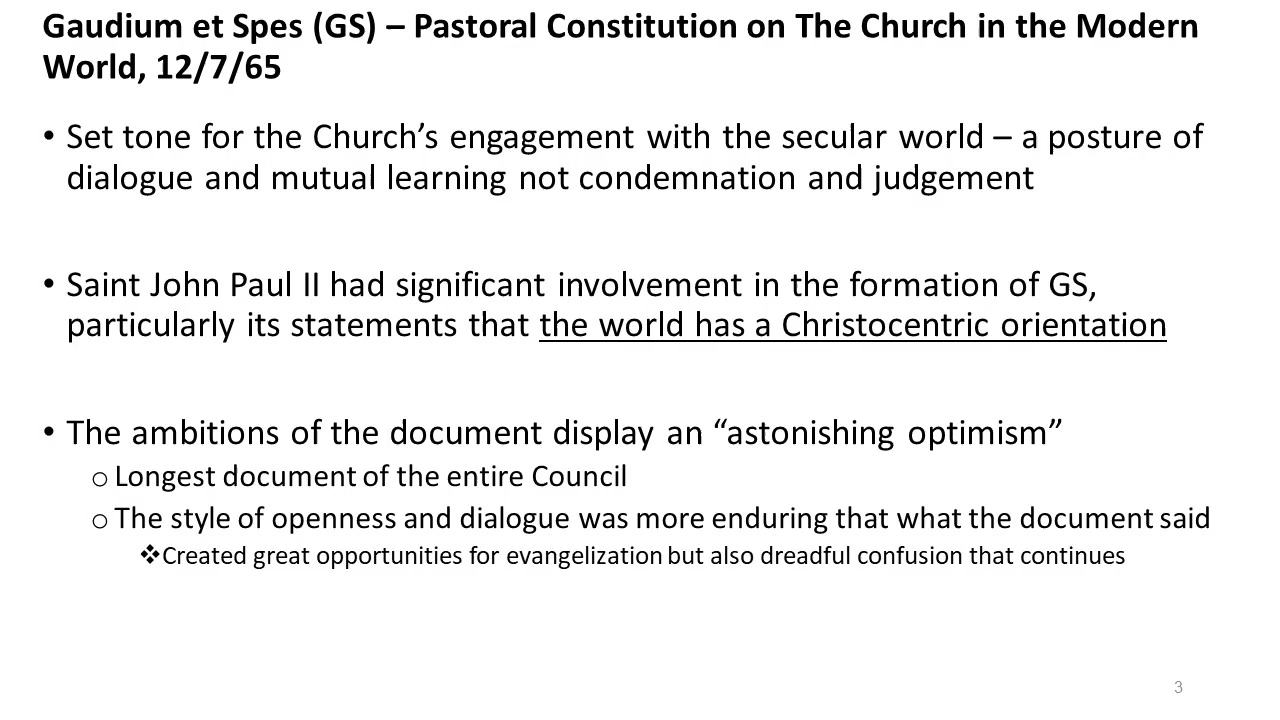 Gaudium et Spes (GS) – Pastoral Constitution on The Church in the Modern
World, 12/7/65
• Set tone for the Church’s engagement with the secular world – a posture of
dialogue and mutual learning not condemnation and judgement
• Saint John Paul II had significant involvement in the formation of GS,
particularly its statements that the world has a Christocentric orientation
• The ambitions of the document display an “astonishing optimism”
o Longest document of the entire Council
o The style of openness and dialogue was more enduring that what the document said
❖Created great opportunities for evangelization but also dreadful confusion that continues
3